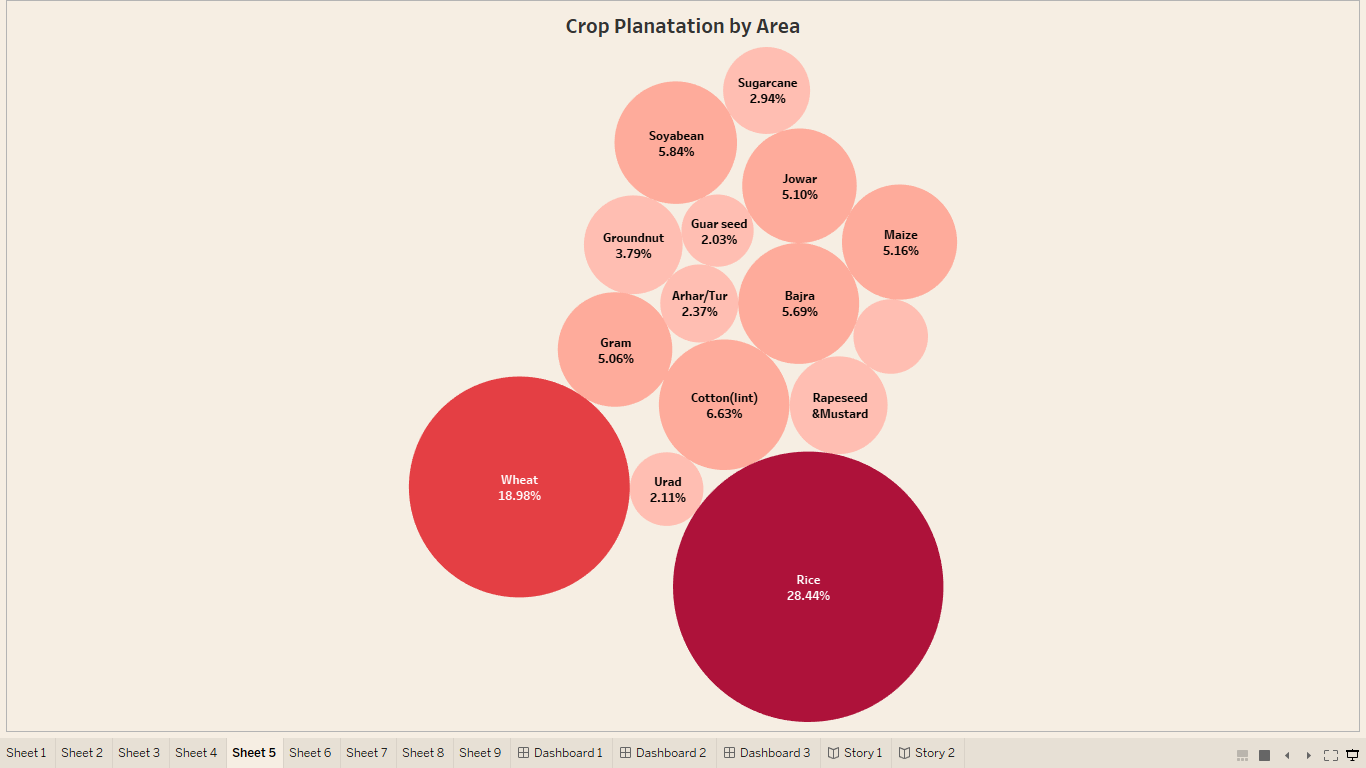 Crop Planatation by Area
Sugarcane
2.94%
Soyabean
5.84%
Jowar
5.10%
Guar seed
2.03%
Groundnut
3.79%
Maize
5.16%
Arhar/Tur
2.37%
Bajra
5.69%
Gram
5.06%
Cotton(lint)
6.63%
Rapeseed
&Mustard
Wheat
18.98%
Urad
2.11%
Rice
28.44%
Sheet 1 Sheet 2 Sheet 3 Sheet 4 Sheet 5 Sheet 6 Sheet 7 Sheet 8 Sheet 9 Dashboard 1 Dashboard 2 Dashboard 3 Story 1 Story 2